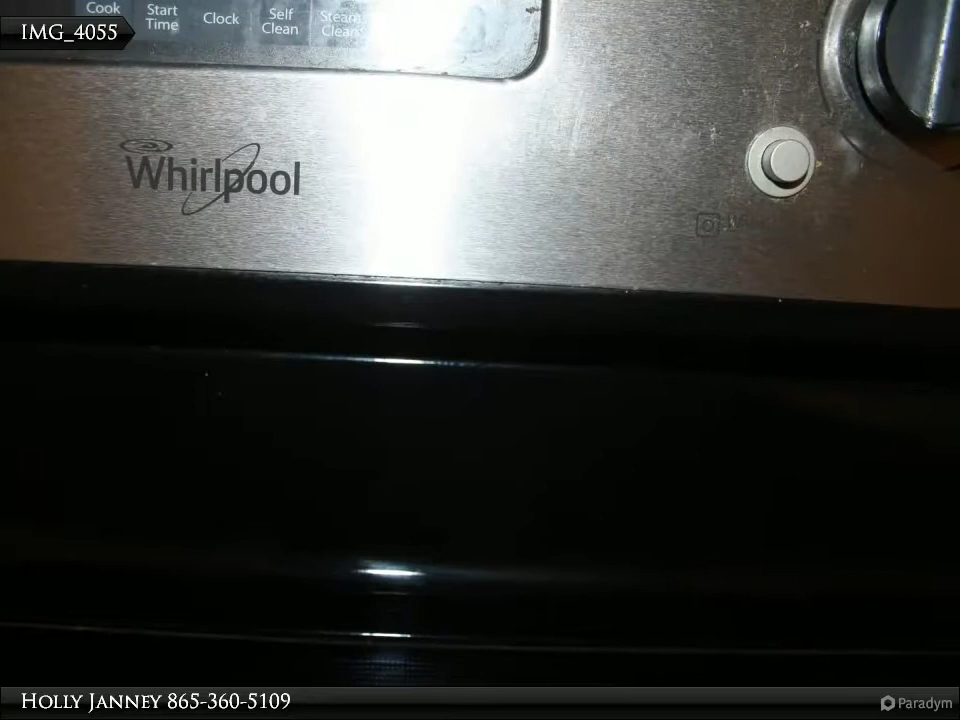 Cook
Start
Time
Clock
Self
Clean
Steam
Clean
IMG_4055
Whirlpool
HOLLY JANNEY 865-360-5109
Paradym